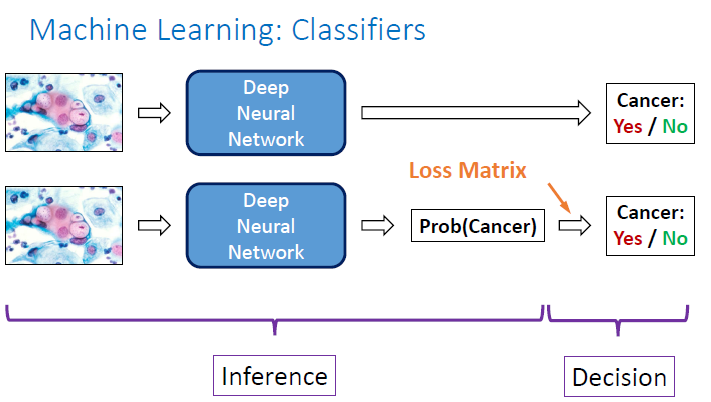 Machine Learning: Classifiers
Deep
Neural
Network
Cancer:
Yes / No
Loss Matrix
Deep
Neural
Network
Prob(Cancer)
Cancer:
Yes / No
Inference
Decision